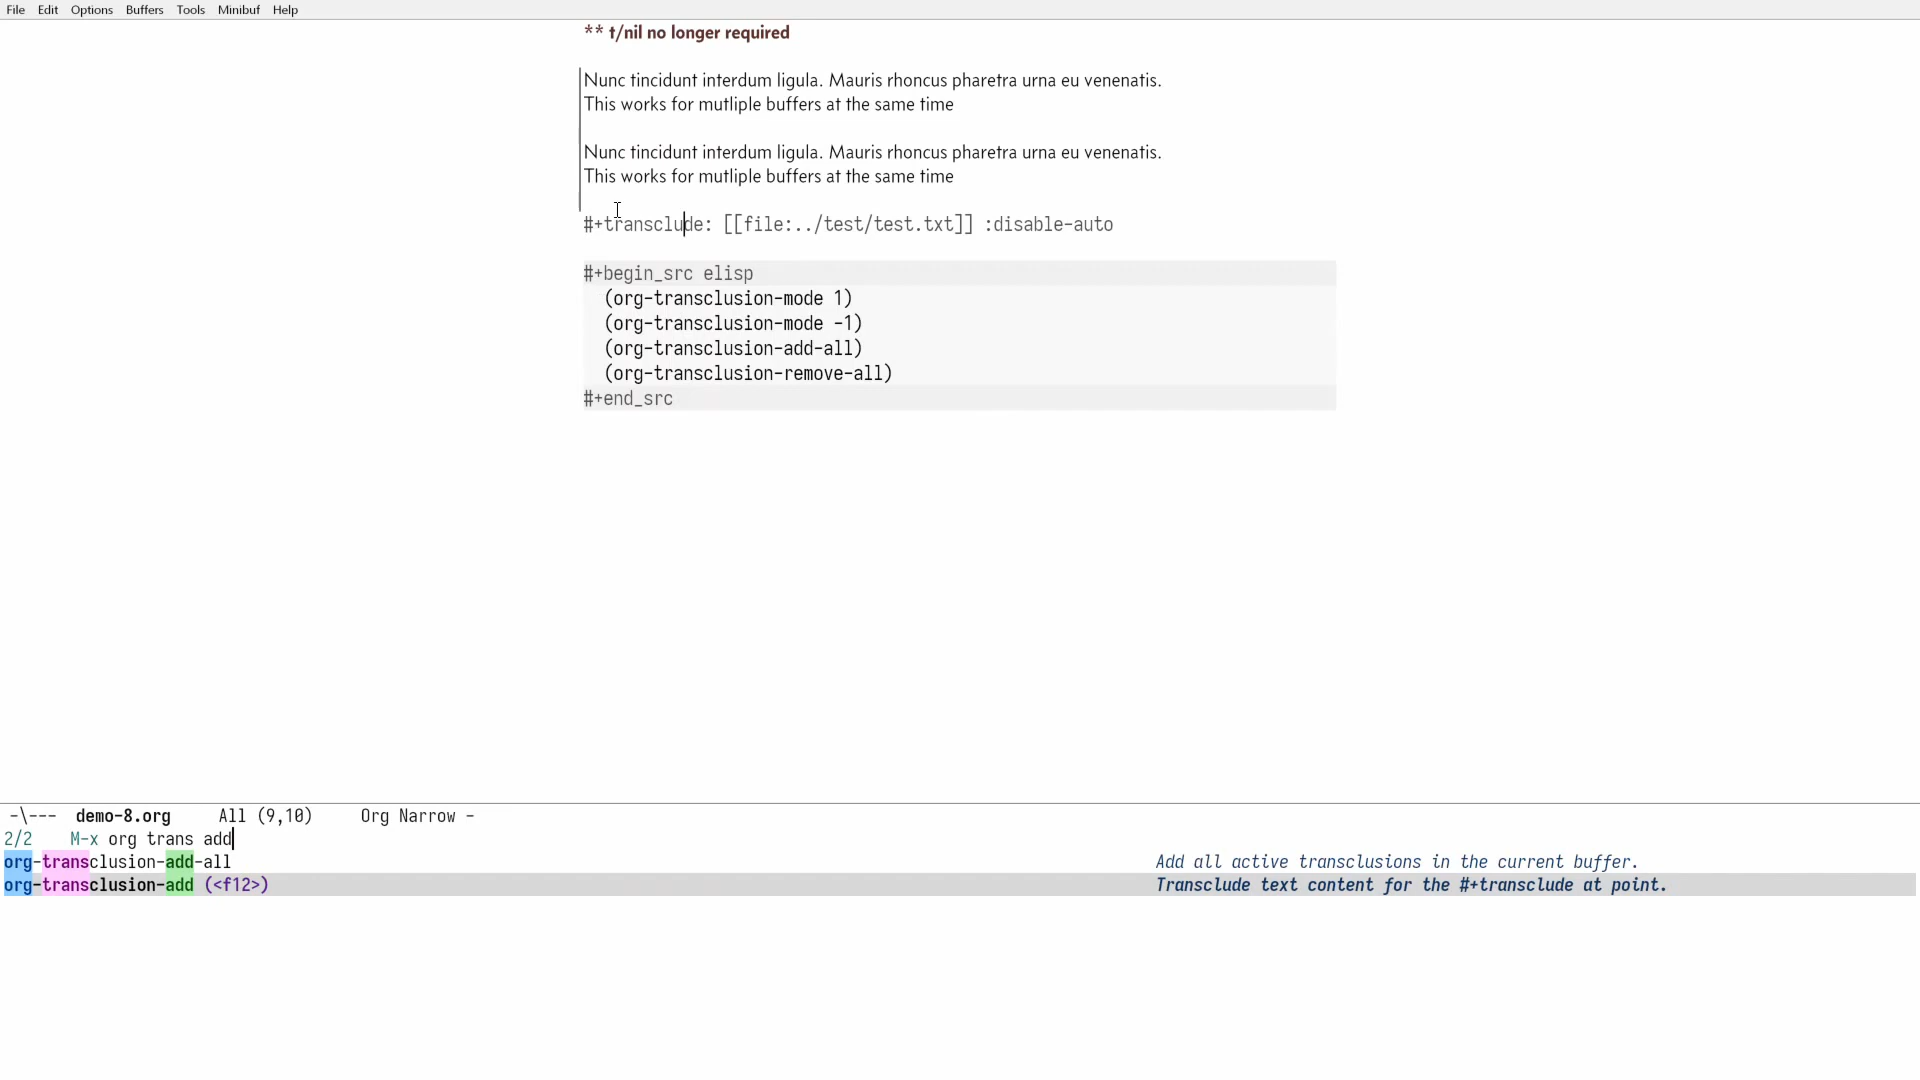 File Edit Options Buffers Tools Minibuf Help
** t/nil no longer required
Nunc tincidunt interdum ligula. Mauris rhoncus pharetra urna eu venenatis.
This works for mutliple buffers at the same time
Nunc tincidunt interdum ligula. Mauris rhoncus pharetra urna eu venenatis.
This works for mutliple buffers at the same time
#+transclude: [[file:../test/test.txt]] :disable-auto
#+begin_src elisp
(org-transclusion-mode 1)
(org-transclusion-mode -1)
(org-transclusion-add-all)
(org-transclusion-remove-all)
#+end_src
-\--- demo-8.org All (9,10) Org Narrow -
2/2 M-x org trans add
org-transclusion-add-all Add all active transclusions in the current buffer.
org-transclusion-add (<f12>) Transclude text content for the #+transclude at point.